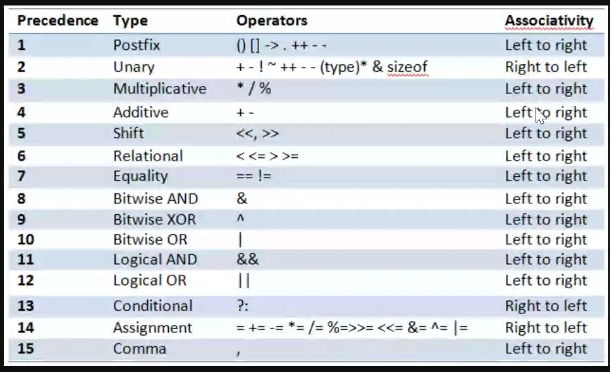 Precedence Type Operators Associativity
1 Postfix () [] -> . ++ - - Left to right
2 Unary + - ! ~ ++ - - (type)* & sizeof Right to left
3 Multiplicative * / % Left to right
4 Additive + - Left to right
5 Shift <<, >> Left to right
6 Relational < <= > >= Left to right
7 Equality == != Left to right
8 Bitwise AND & Left to right
9 Bitwise XOR ^ Left to right
10 Bitwise OR | Left to right
11 Logical AND && Left to right
12 Logical OR || Left to right
13 Conditional ?: Right to left
14 Assignment = += -= *= /= %=>>= <<= &= ^= |= Right to left
15 Comma , Left to right